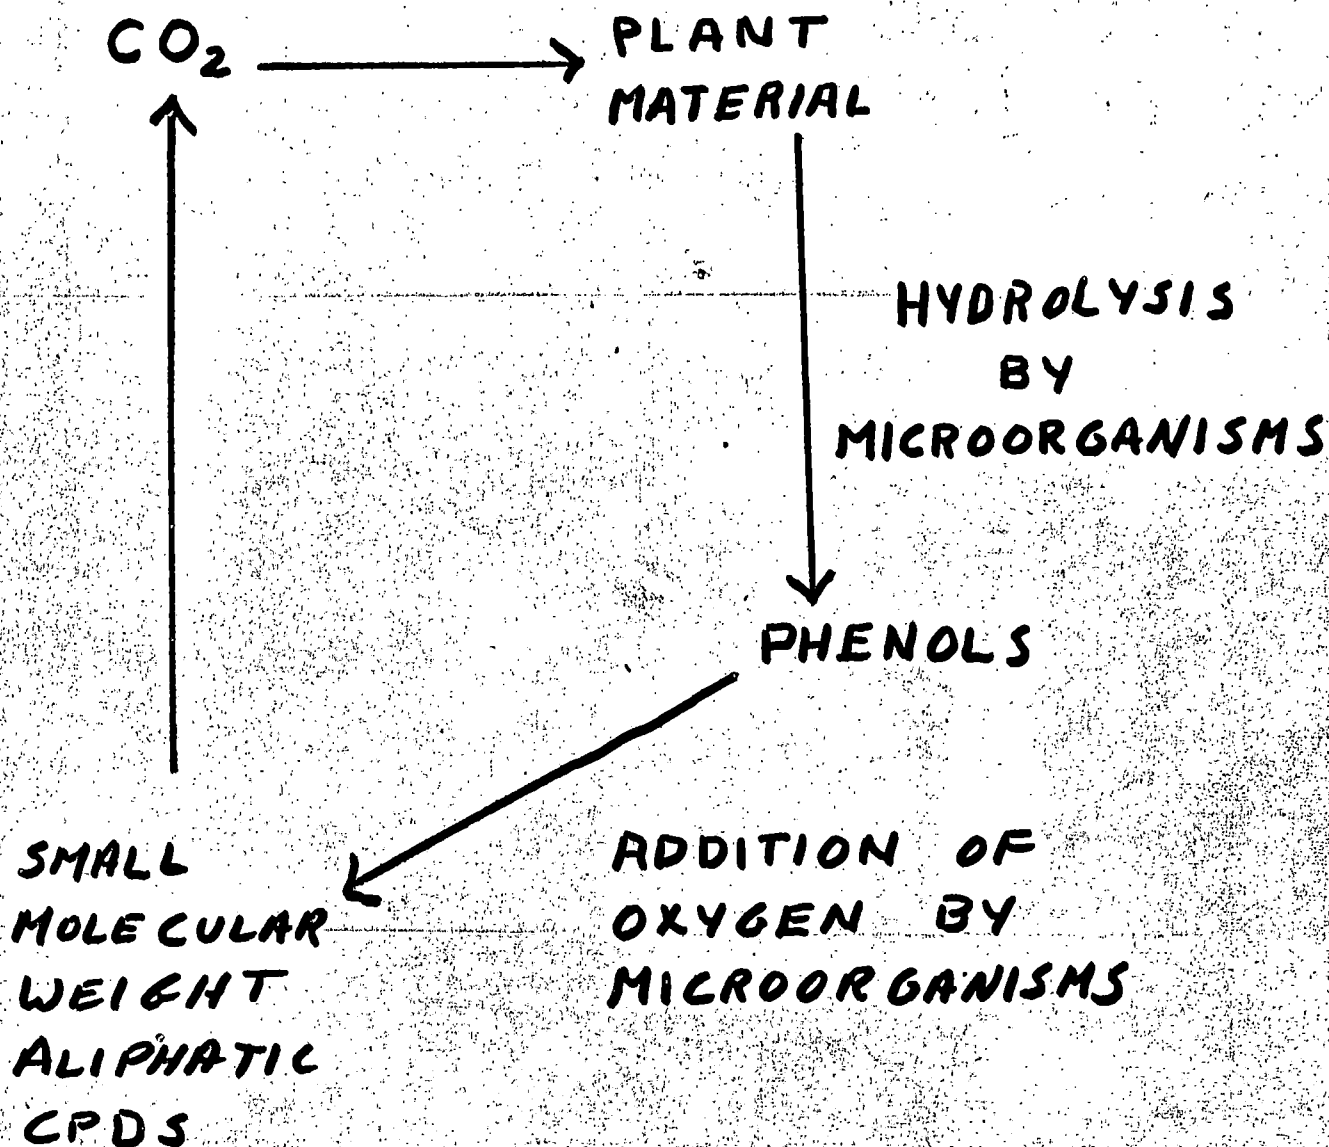 CO₂
PLANT
MATERIAL
HYDROLYSIS
BY
MICROORGANISMS
PHENOLS
SMALL
MOLECULAR
WEIGHT
ALIPHATIC
CPDS
ADDITION OF
OXYGEN BY
MICROORGANISMS